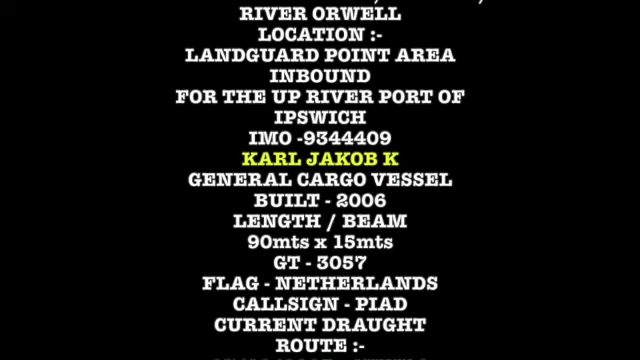 RIVER ORWELL
LOCATION :-
LANDGUARD POINT AREA
INBOUND
FOR THE UP RIVER PORT OF
IPSWICH
IMO -9344409
KARL JAKOB K
GENERAL CARGO VESSEL
BUILT - 2006
LENGTH / BEAM
90mts x 15mts
GT - 3057
FLAG - NETHERLANDS
CALLSIGN - PIAD
CURRENT DRAUGHT
ROUTE :-